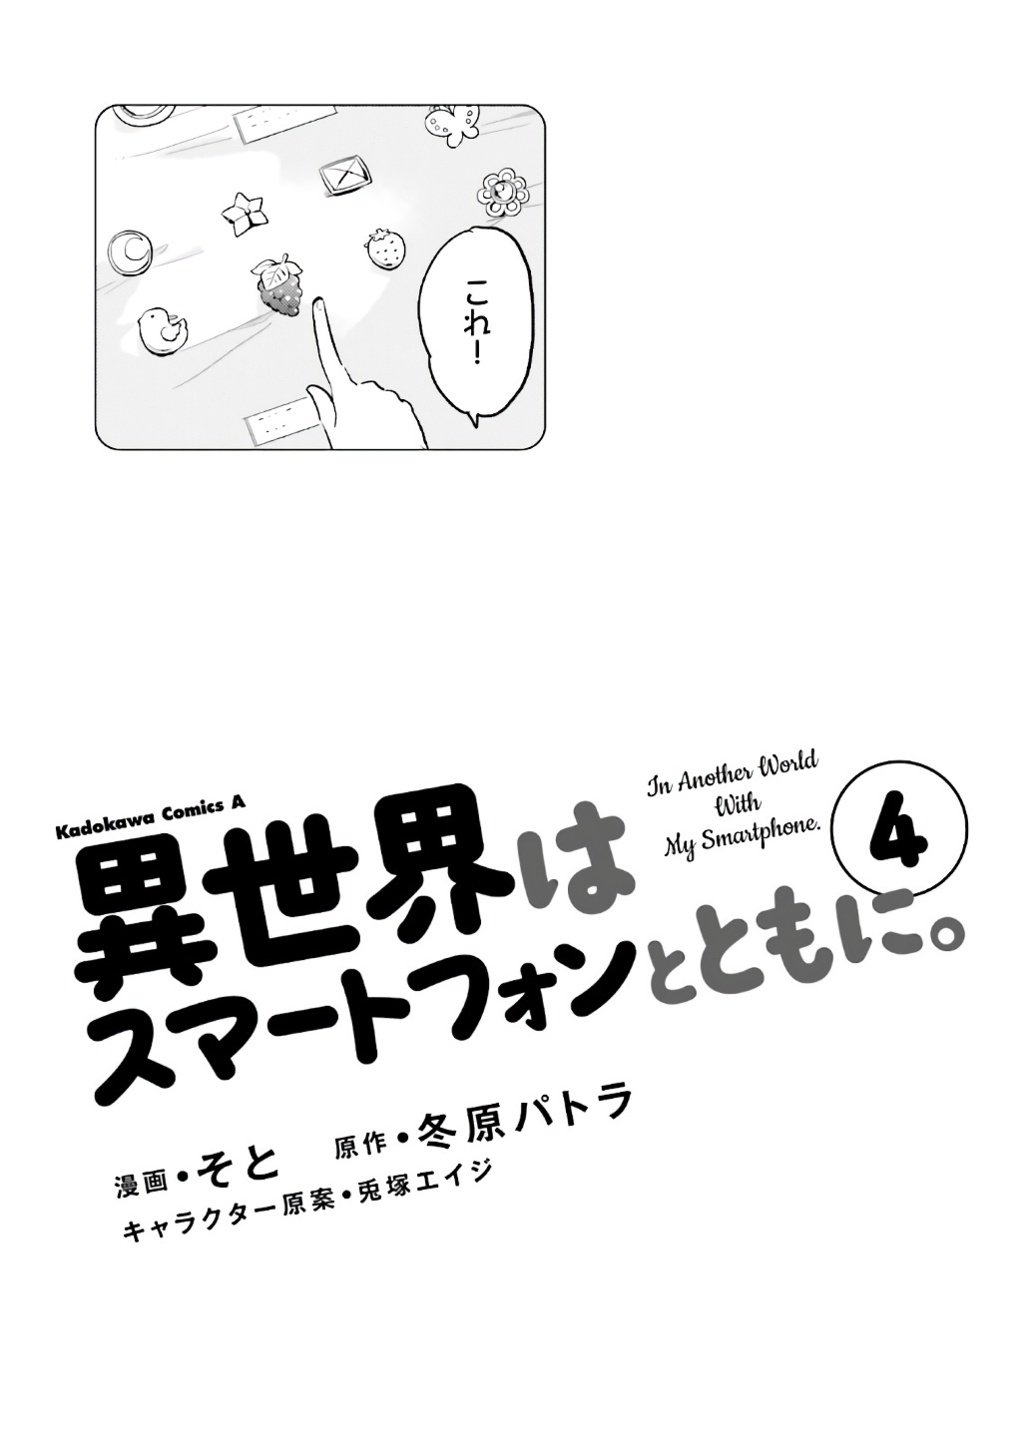 これ！
Kadokawa Comics A
異世界は
スマートフォンとともに。
In Another World
With
My Smartphone.
4
漫画・そと 原作・冬原パトラ
キャラクター原案・兎塚エイジ